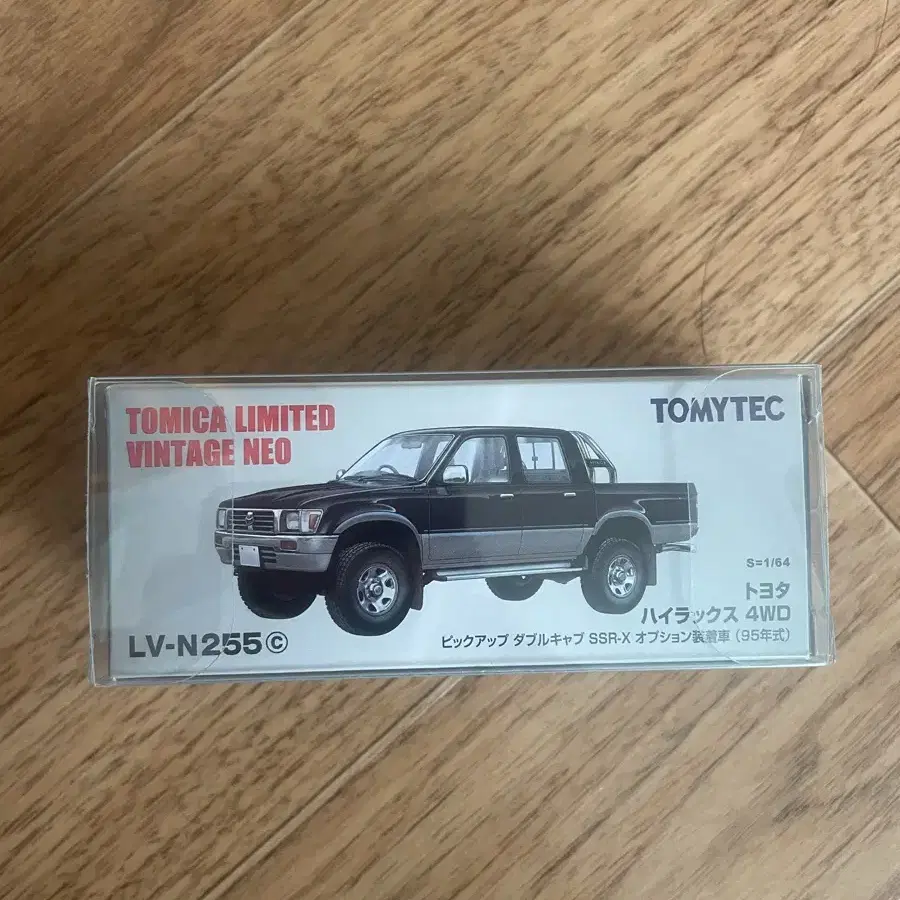 TOMICA LIMITED
VINTAGE NEO
TOMYTEC
S=1/64
トヨタ
ハイラックス 4WD
LV-N255ⓒ
ピックアップ ダブルキャブ SSR-X オプション装着車 (95年式)